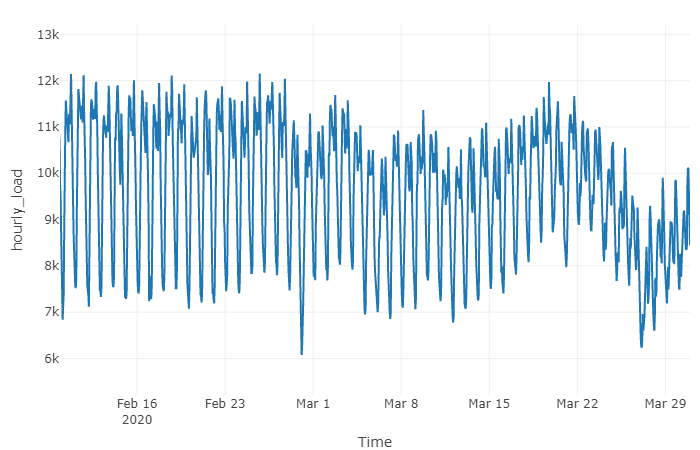 13k
12k
11k
10k
9k
8k
7k
6k
hourly_load
Feb 16
2020
Feb 23
Mar 1
Mar 8
Mar 15
Mar 22
Mar 29
Time